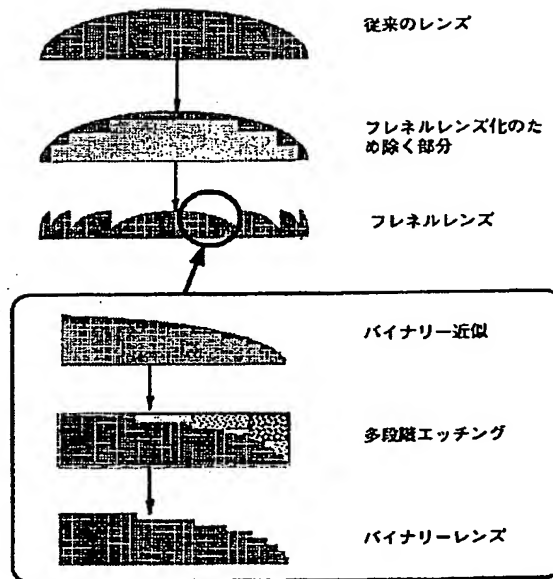 従来のレンズ
フレネルレンズ化のた
め除く部分
フレネルレンズ
バイナリー近似
多段階エッチング
バイナリーレンズ